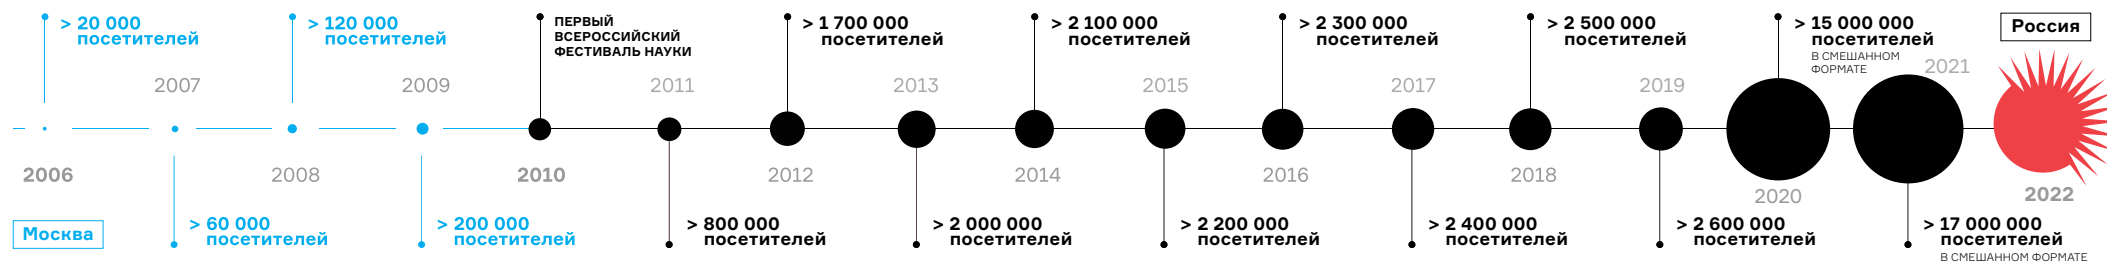 > 20 000
посетителей
2006
Москва
2007
> 60 000
посетителей
> 120 000
посетителей
2008
2009
> 200 000
посетителей
ПЕРВЫЙ
ВСЕРОССИЙСКИЙ
ФЕСТИВАЛЬ НАУКИ
2010
2011
> 800 000
посетителей
> 1 700 000
посетителей
2012
2013
> 2 000 000
посетителей
> 2 100 000
посетителей
2014
2015
> 2 200 000
посетителей
> 2 300 000
посетителей
2016
2017
> 2 400 000
посетителей
> 2 500 000
посетителей
2018
2019
> 2 600 000
посетителей
> 15 000 000
посетителей
В СМЕШАННОМ
ФОРМАТЕ
2020
2021
> 17 000 000
посетителей
В СМЕШАННОМ ФОРМАТЕ
Россия
2022